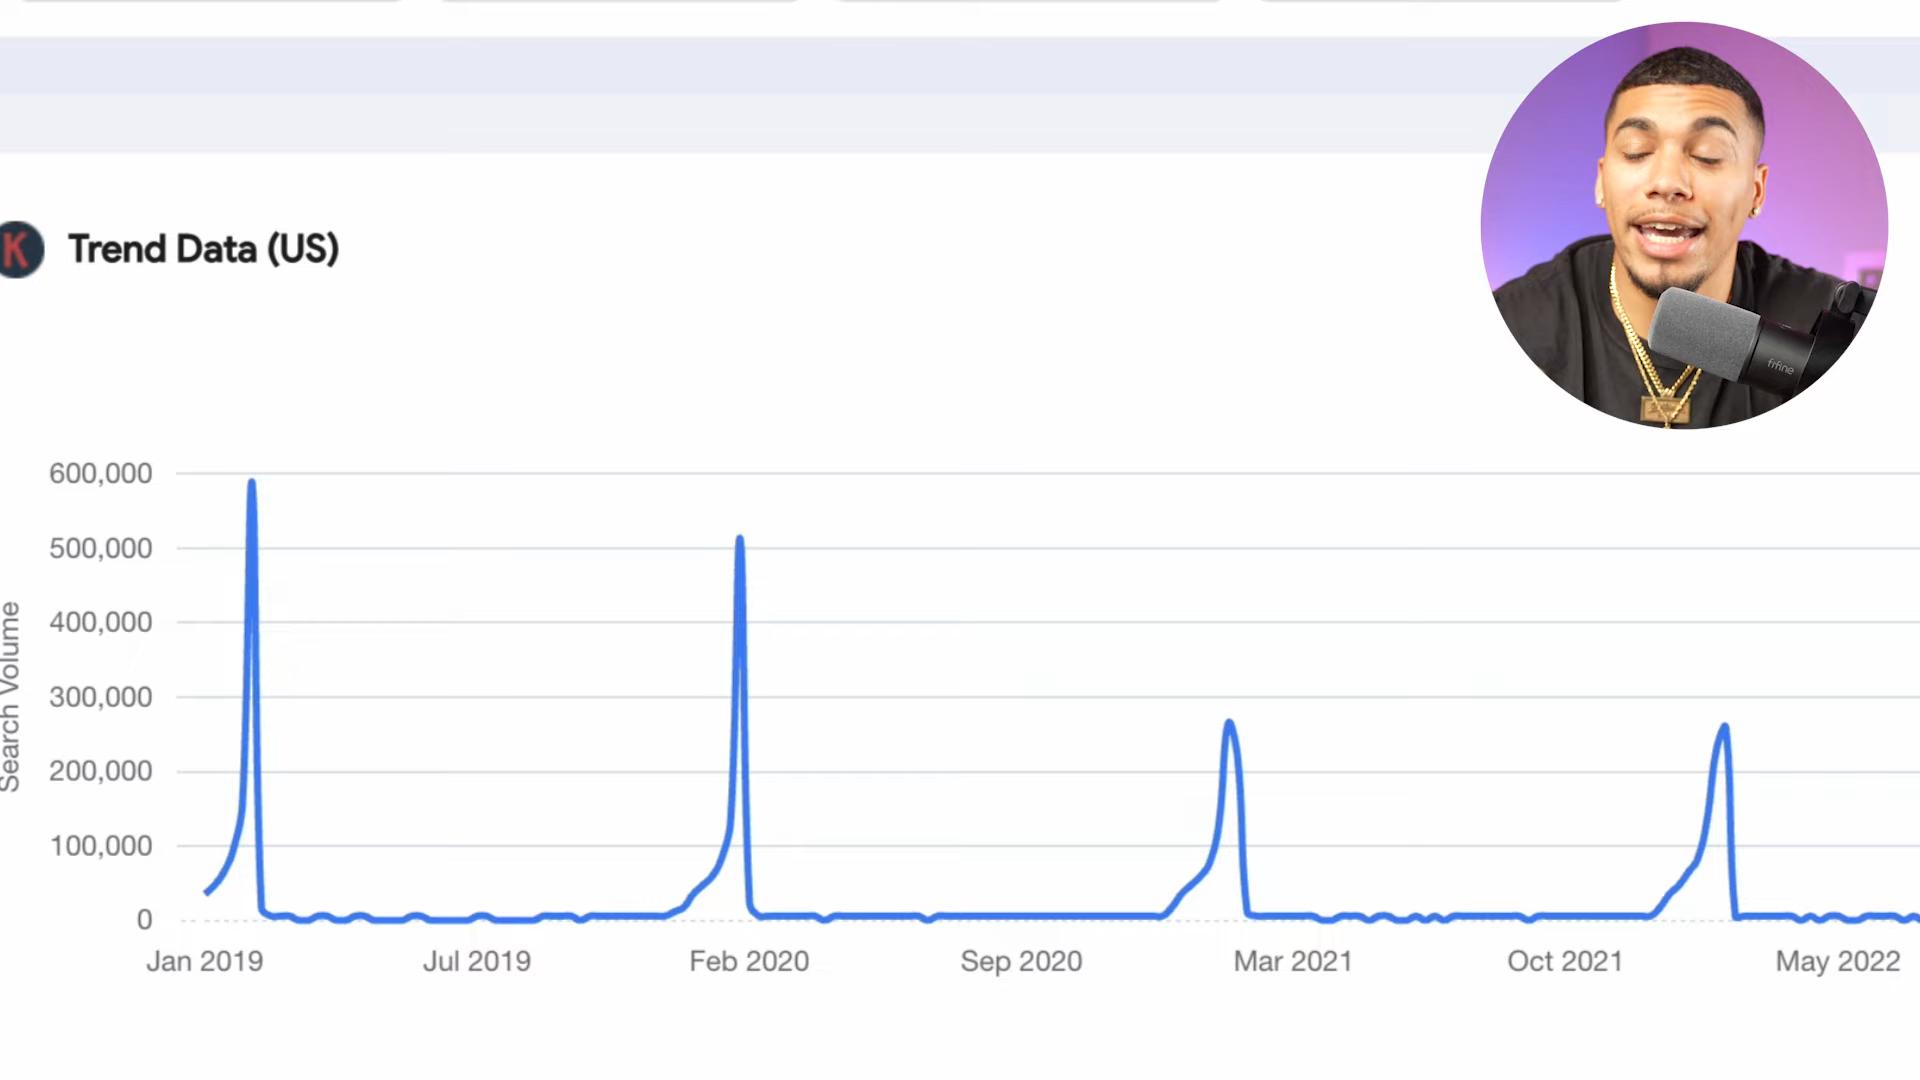 K Trend Data (US)
fifine
600,000
500,000
400,000
300,000
200,000
100,000
0
Search Volume
Jan 2019 Jul 2019 Feb 2020 Sep 2020 Mar 2021 Oct 2021 May 2022